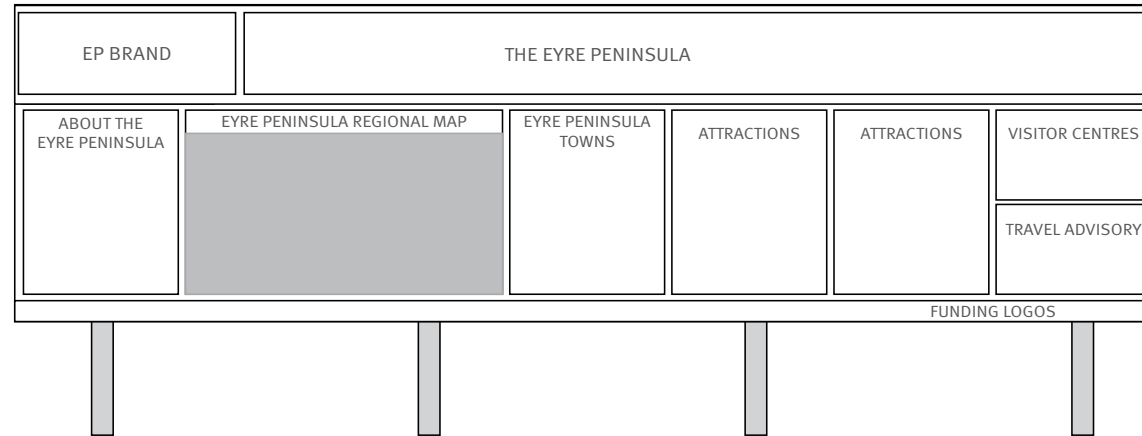 EP BRAND
THE EYRE PENINSULA
ABOUT THE
EYRE PENINSULA
EYRE PENINSULA REGIONAL MAP
EYRE PENINSULA
TOWNS
ATTRACTIONS
ATTRACTIONS
VISITOR CENTRES
TRAVEL ADVISORY
FUNDING LOGOS